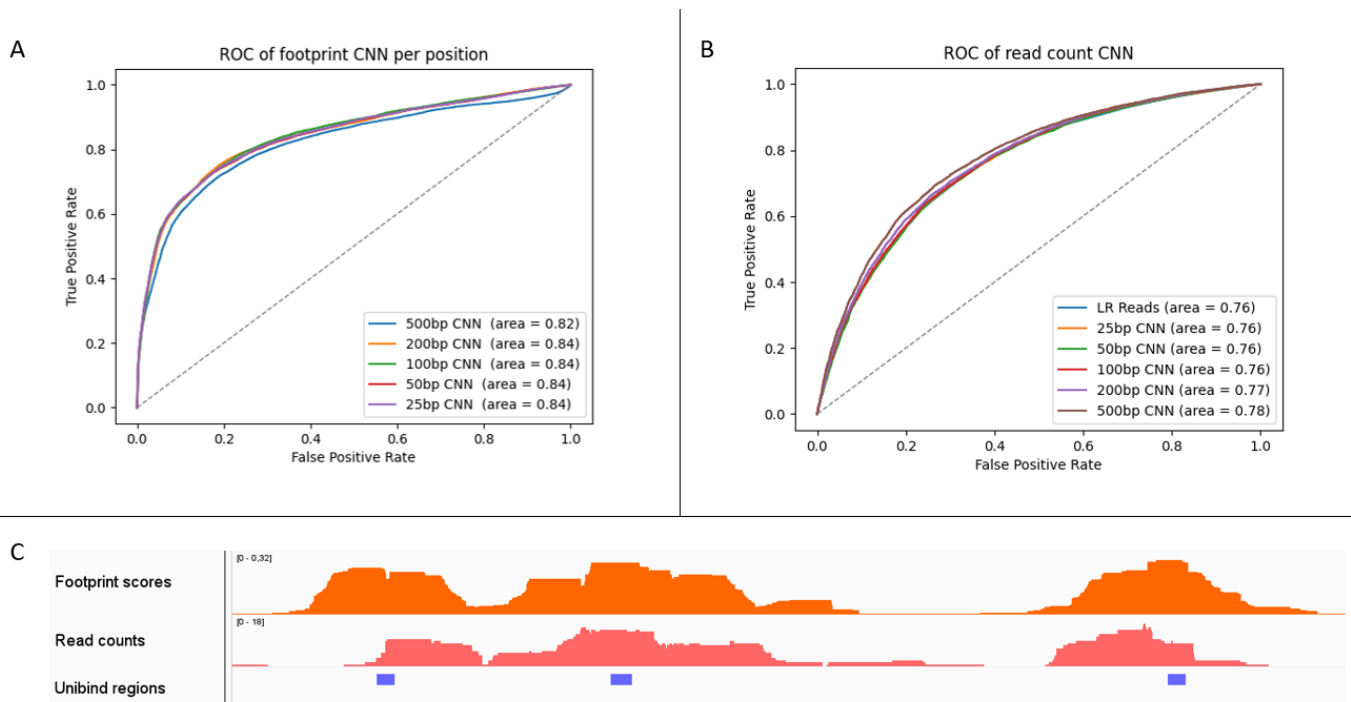 A
ROC of footprint CNN per position
True Positive Rate
1.0
0.8
0.6
0.4
0.2
0.0
500bp CNN (area = 0.82)
200bp CNN (area = 0.84)
100bp CNN (area = 0.84)
50bp CNN (area = 0.84)
25bp CNN (area = 0.84)
0.0 0.2 0.4 0.6 0.8 1.0
False Positive Rate
B
ROC of read count CNN
True Positive Rate
1.0
0.8
0.6
0.4
0.2
0.0
LR Reads (area = 0.76)
25bp CNN (area = 0.76)
50bp CNN (area = 0.76)
100bp CNN (area = 0.76)
200bp CNN (area = 0.77)
500bp CNN (area = 0.78)
0.0 0.2 0.4 0.6 0.8 1.0
False Positive Rate
C
[0 - 0,32]
Footprint scores
[0 - 18]
Read counts
Unibind regions